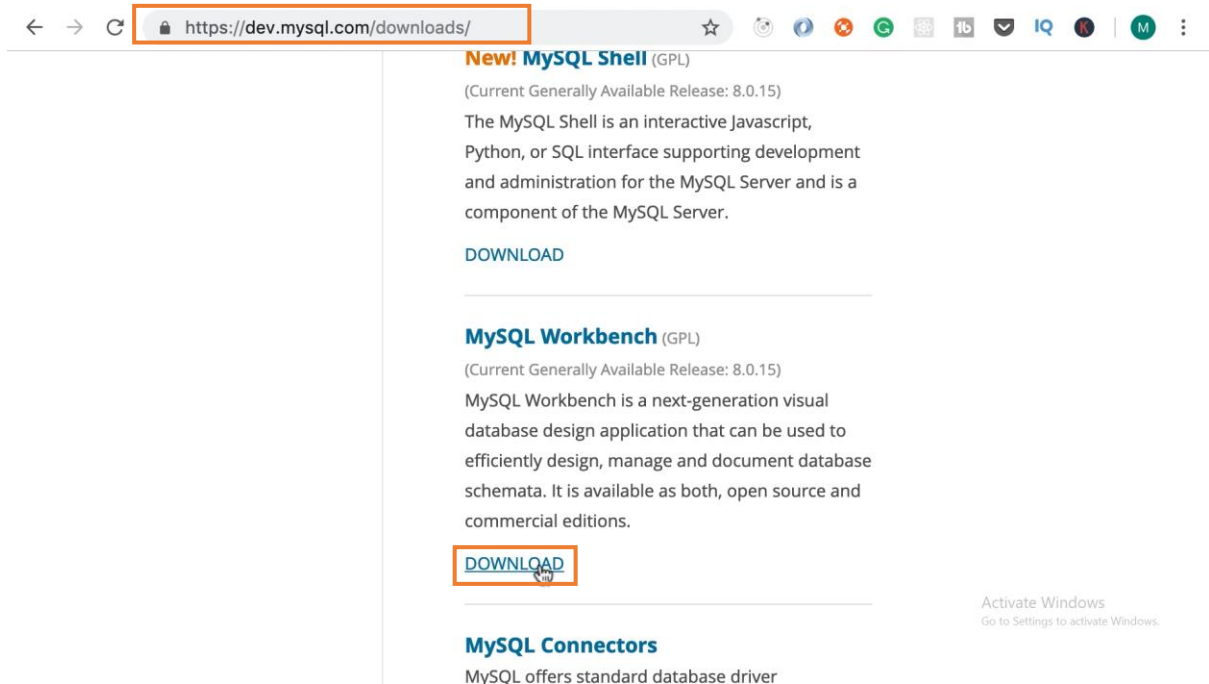 https://dev.mysql.com/downloads/
New! MySQL Shell (GPL)
(Current Generally Available Release: 8.0.15)
The MySQL Shell is an interactive Javascript,
Python, or SQL interface supporting development
and administration for the MySQL Server and is a
component of the MySQL Server.
DOWNLOAD
MySQL Workbench (GPL)
(Current Generally Available Release: 8.0.15)
MySQL Workbench is a next-generation visual
database design application that can be used to
efficiently design, manage and document database
schemata. It is available as both, open source and
commercial editions.
DOWNLOAD
Activate Windows
Go to Settings to activate Windows.
MySQL Connectors
MySQL offers standard database driver